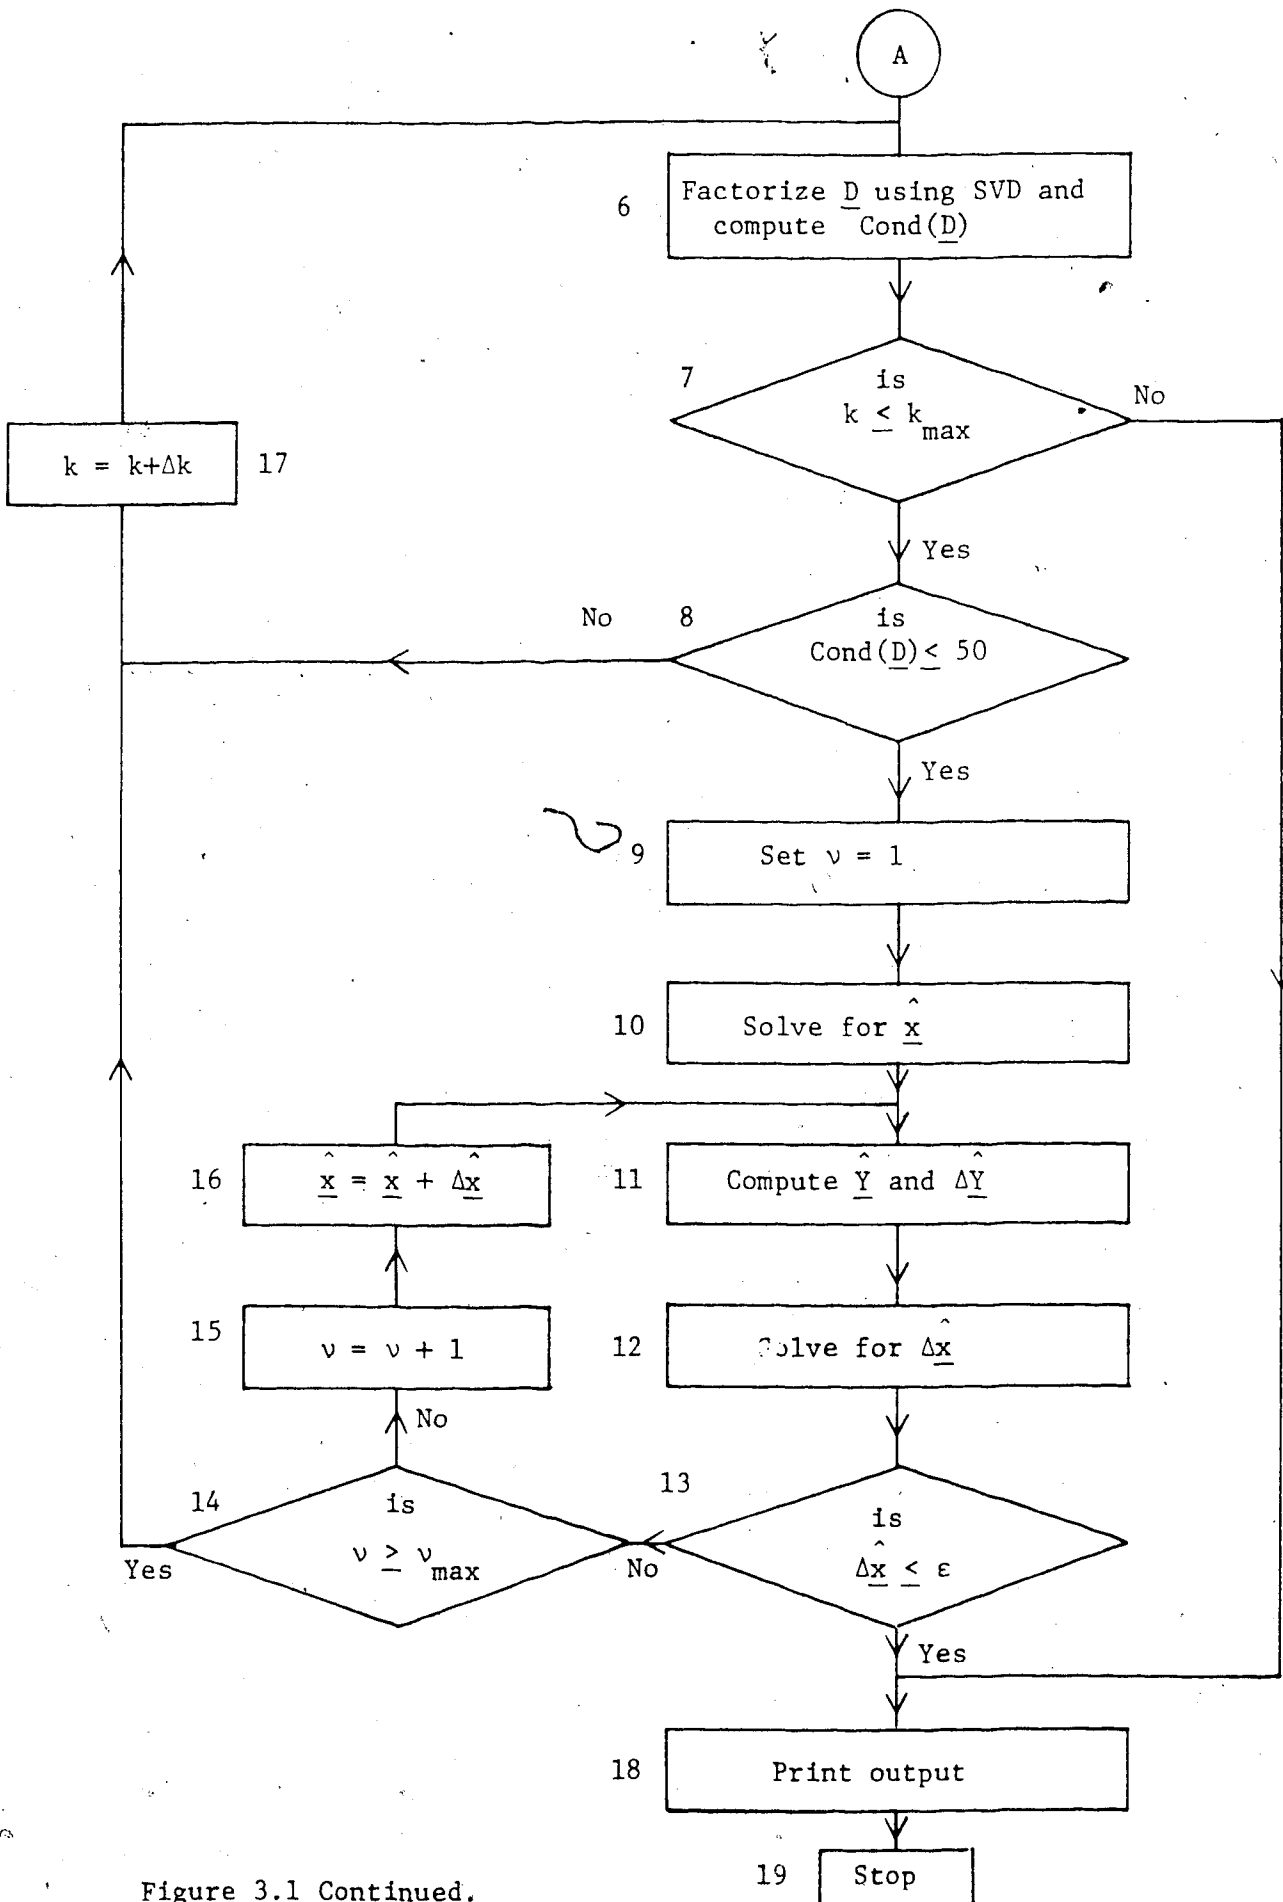 A
6
Factorize D using SVD and
compute Cond(D)
7
is
k ≤ k max
No
Yes
k = k+Δk
17
No
8
is
Cond(D) ≤ 50
Yes
9
Set ν = 1
10
Solve for x̂
16
x̂ = x̂ + Δx̂
11
Compute Ŷ and ΔŶ
15
ν = ν + 1
12
Solve for Δx̂
No
14
is
ν ≥ ν max
Yes
13
is
Δx̂ ≤ ε
No
Yes
18
Print output
19
Stop
Figure 3.1 Continued.